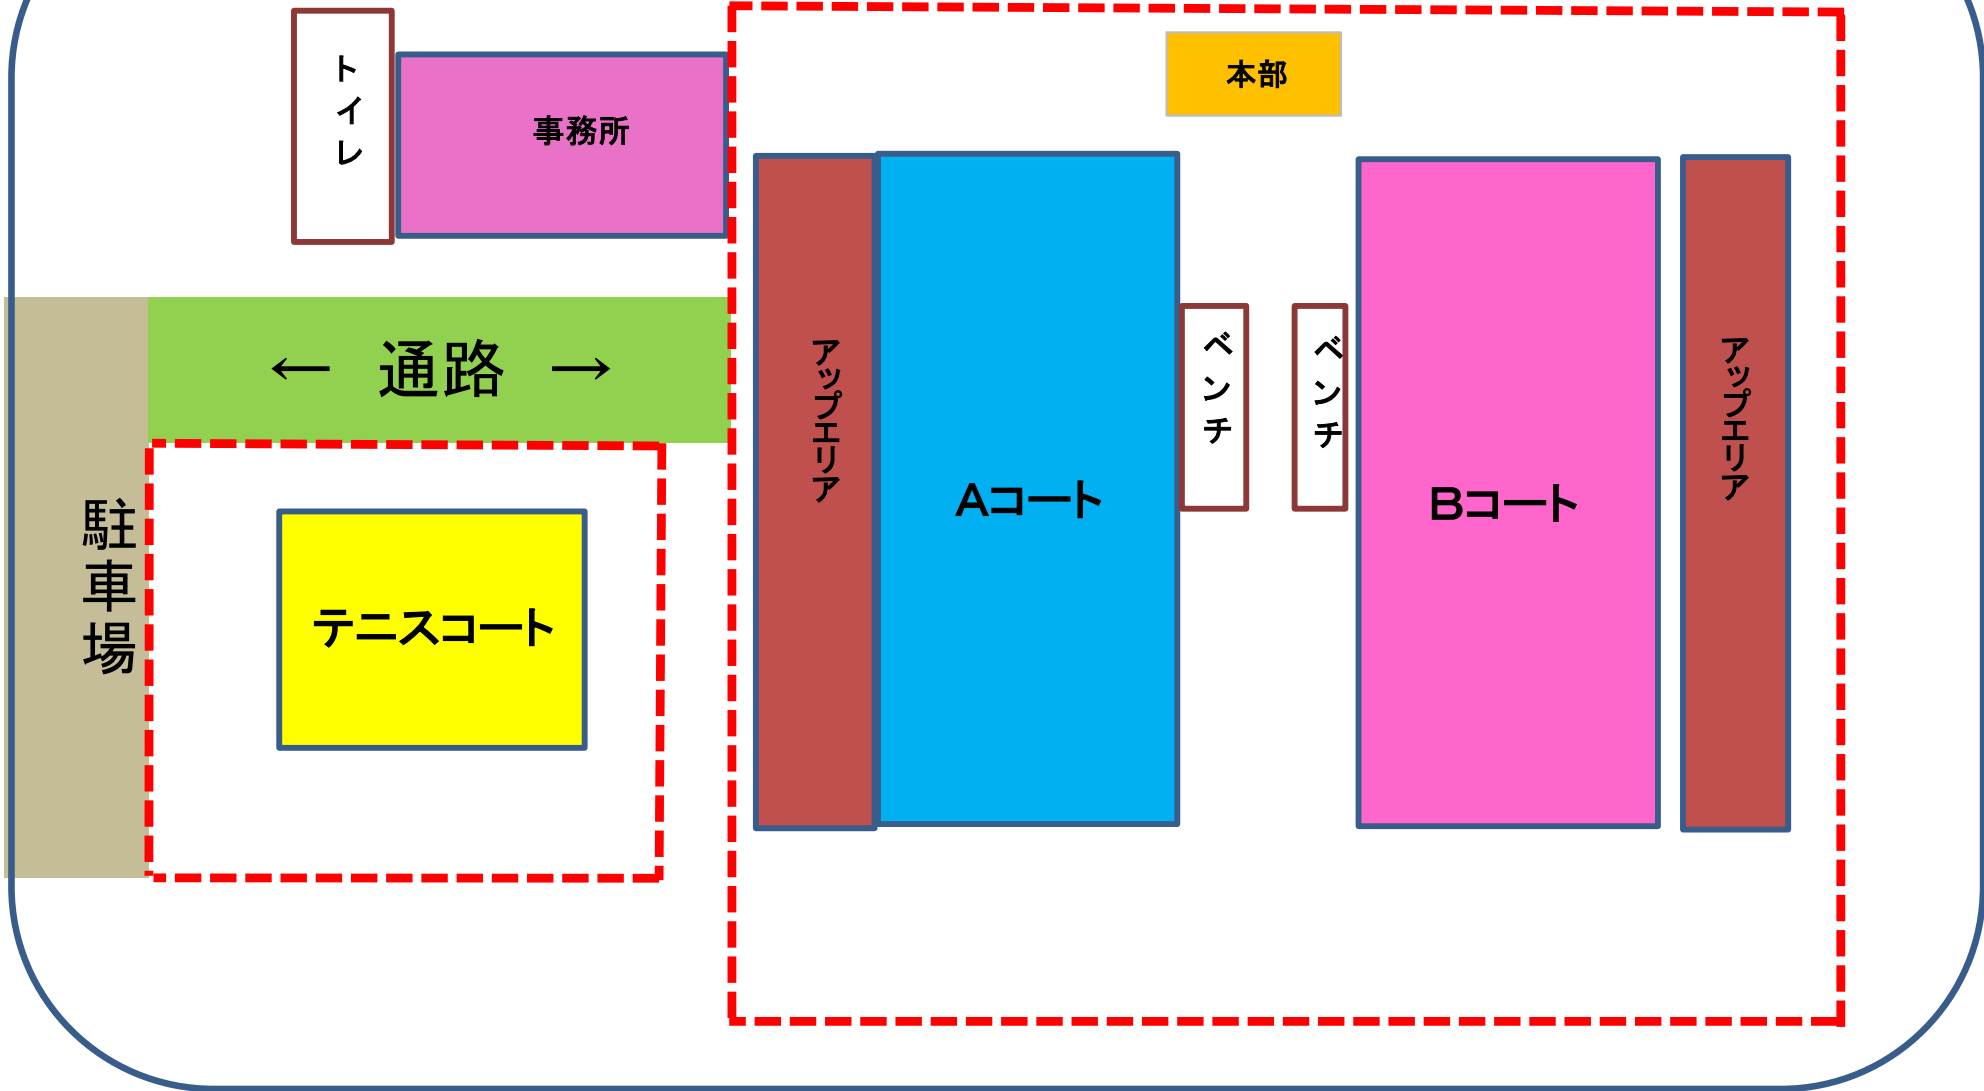 トイレ
事務所
本部
← 通路 →
駐車場
テニスコート
アップエリア
Aコート
ベンチ
ベンチ
Bコート
アップエリア